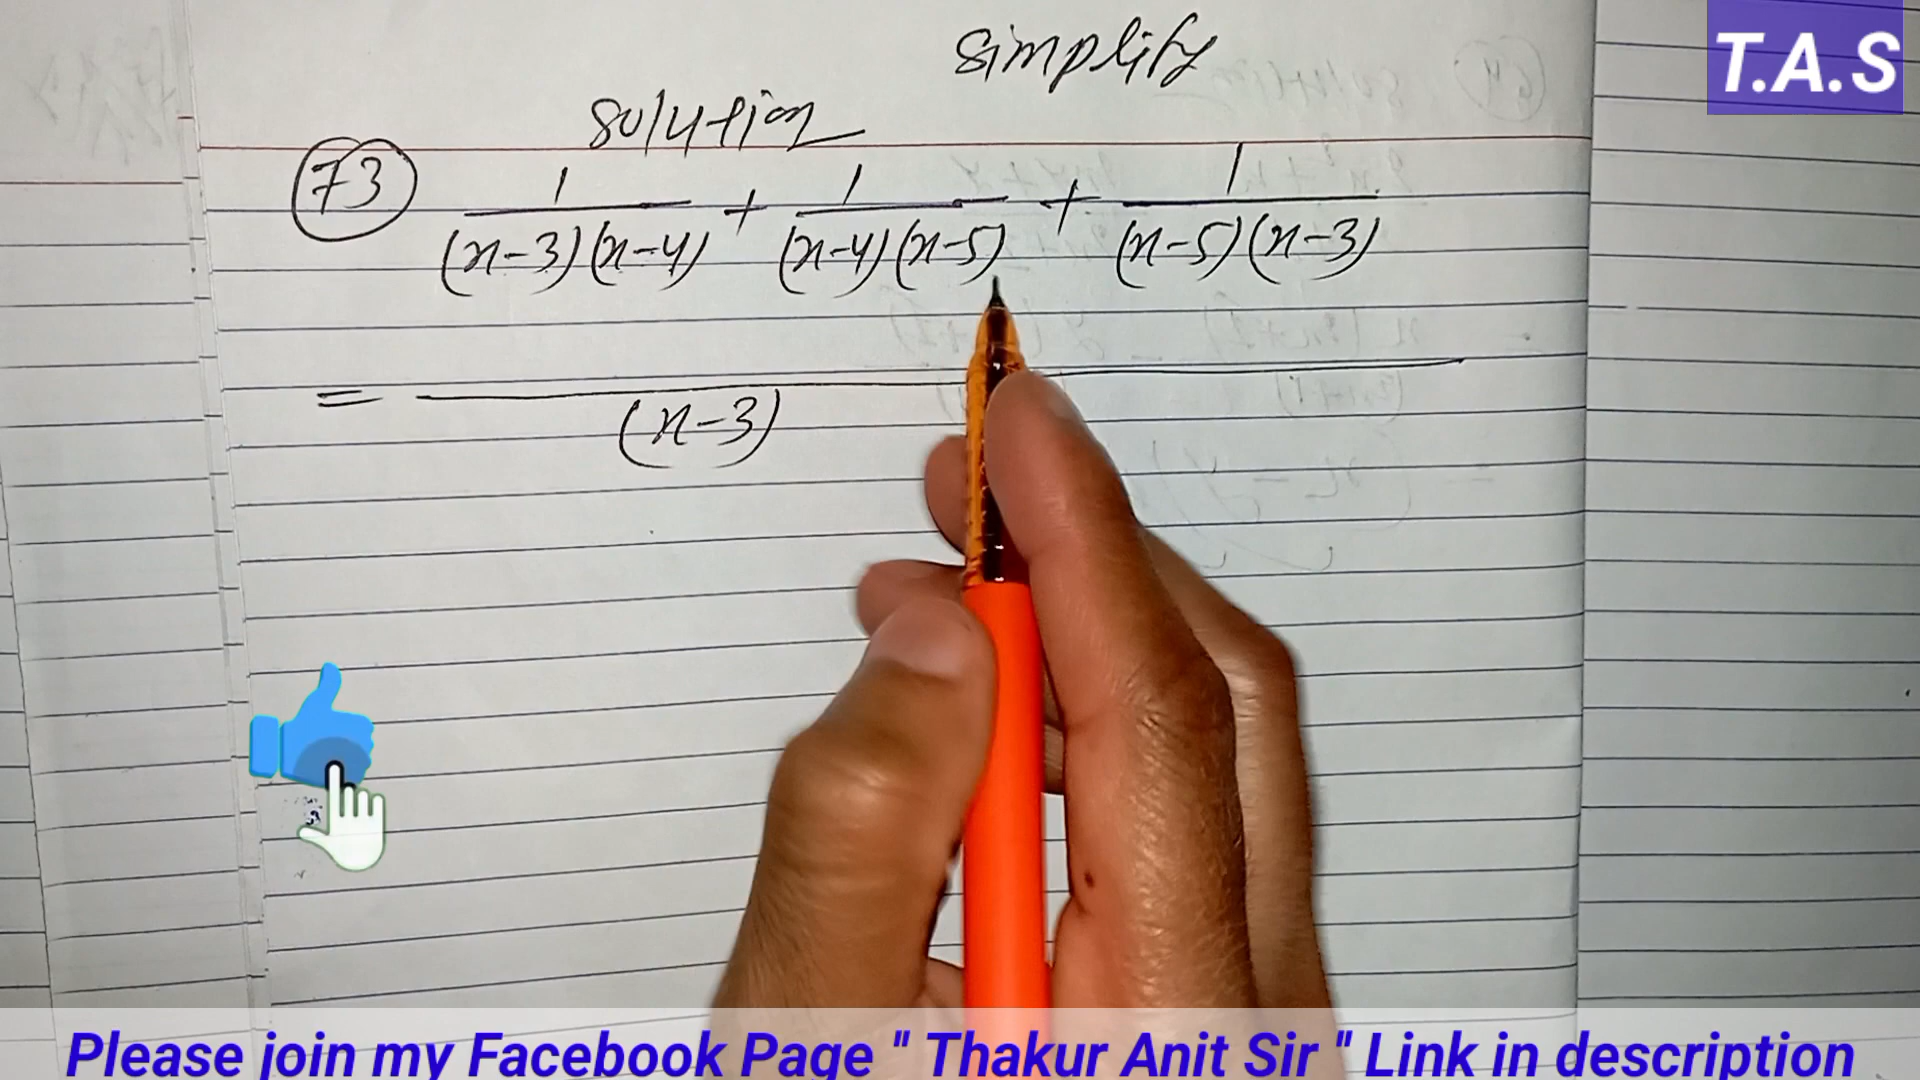 T.A.S
simplify
solution
73 1/(x-3)(x-4) + 1/(x-4)(x-5) + 1/(x-5)(x-3)
= /(x-3)
Please join my Facebook Page " Thakur Anit Sir " Link in description